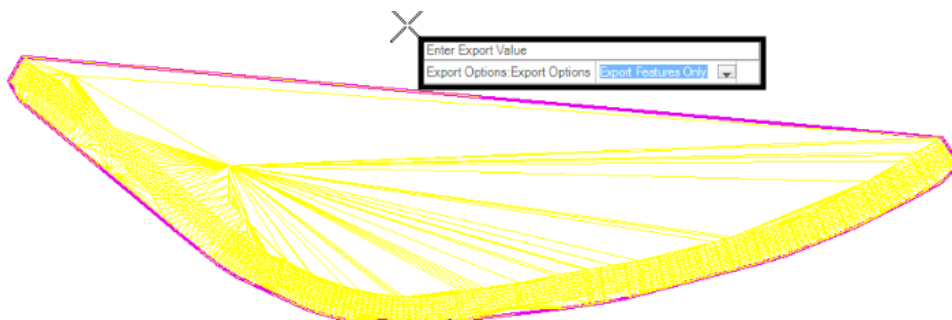 Enter Export Value
Export Options:Export Options Export Features Only